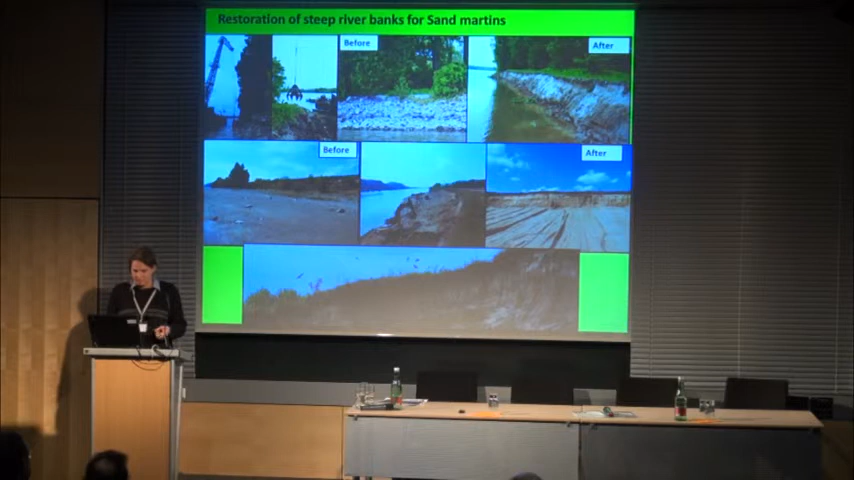 Restoration of steep river banks for Sand martins
Before
After
Before
After